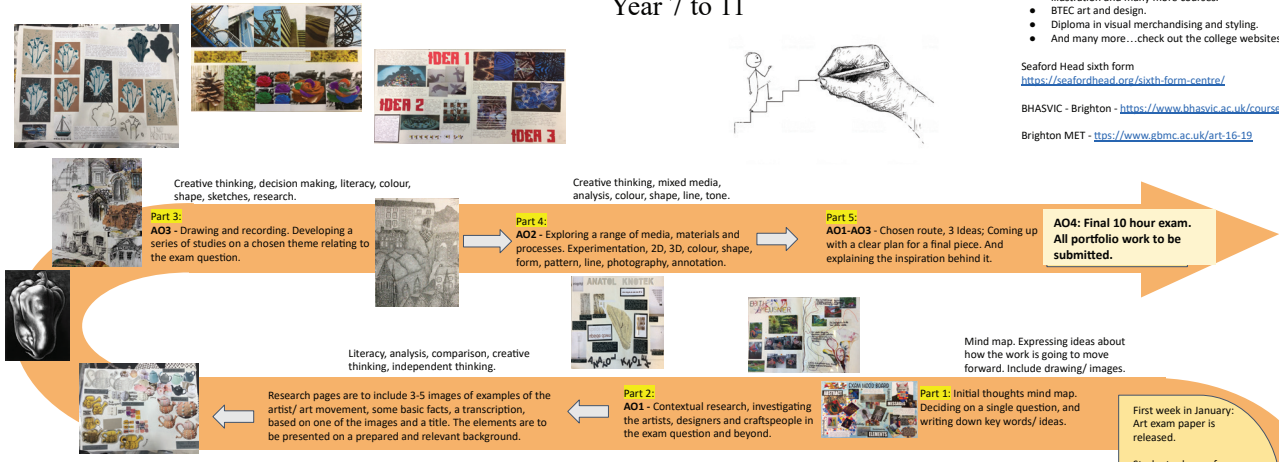 Year 7 to 11
BTEC art and design.
Diploma in visual merchandising and styling.
And many more…check out the college websites
Seaford Head sixth form
https://seafordhead.org/sixth-form-centre/
BHASVIC - Brighton - https://www.bhasvic.ac.uk/course
Brighton MET - ttps://www.gbmc.ac.uk/art-16-19
IDEA 1
IDEA 2
IDEA 3
Creative thinking, decision making, literacy, colour,
shape, sketches, research.
Part 3:
AO3 - Drawing and recording. Developing a
series of studies on a chosen theme relating to
the exam question.
Creative thinking, mixed media,
analysis, colour, shape, line, tone.
Part 4:
AO2 - Exploring a range of media, materials and
processes. Experimentation, 2D, 3D, colour, shape,
form, pattern, line, photography, annotation.
Part 5:
AO1-AO3 - Chosen route, 3 Ideas; Coming up
with a clear plan for a final piece. And
explaining the inspiration behind it.
AO4: Final 10 hour exam.
All portfolio work to be
submitted.
ANATOL KNOTEK
Mind map. Expressing ideas about
how the work is going to move
forward. Include drawing/ images.
Literacy, analysis, comparison, creative
thinking, independent thinking.
Research pages are to include 3-5 images of examples of the
artist/ art movement, some basic facts, a transcription,
based on one of the images and a title. The elements are to
be presented on a prepared and relevant background.
Part 2:
AO1 - Contextual research, investigating
the artists, designers and craftspeople in
the exam question and beyond.
EXAM MOOD BOARD
ELEMENTS
Part 1: Initial thoughts mind map.
Deciding on a single question, and
writing down key words/ ideas.
First week in January:
Art exam paper is
released.